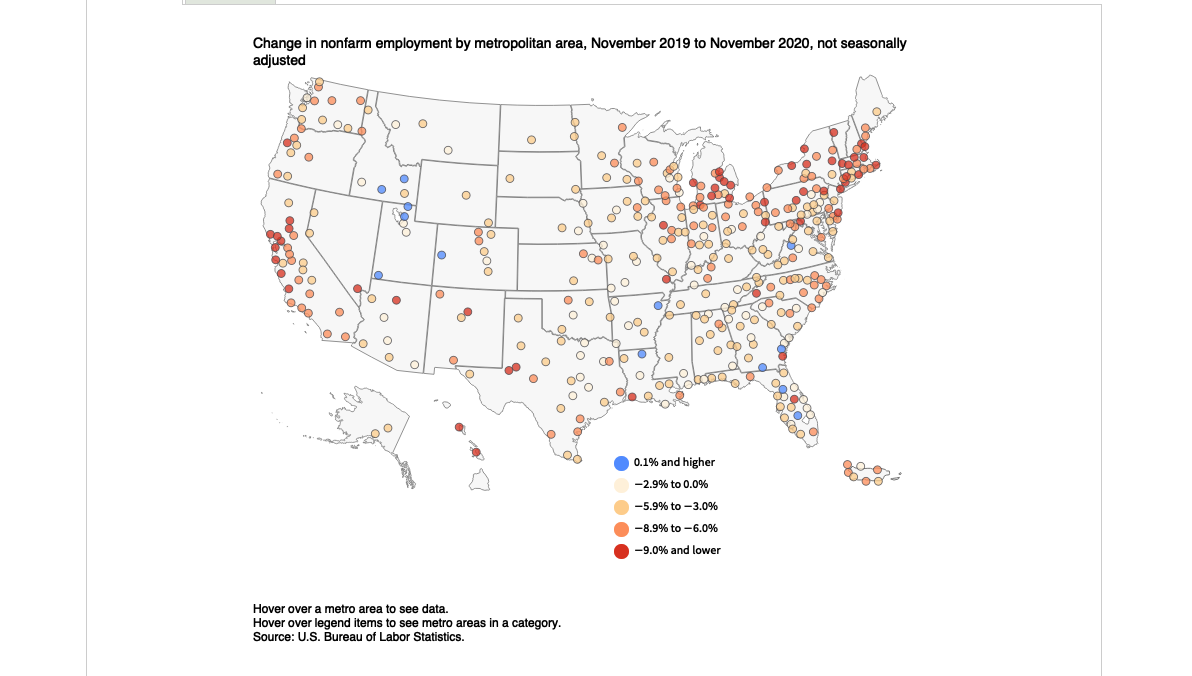 Change in nonfarm employment by metropolitan area, November 2019 to November 2020, not seasonally
adjusted
0.1% and higher
−2.9% to 0.0%
−5.9% to −3.0%
−8.9% to −6.0%
−9.0% and lower
Hover over a metro area to see data.
Hover over legend items to see metro areas in a category.
Source: U.S. Bureau of Labor Statistics.